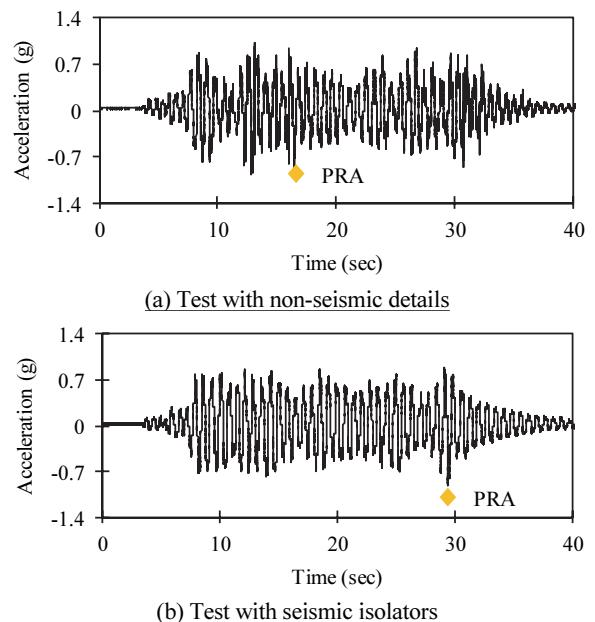 1.4
0.7
0
-0.7
-1.4
Acceleration (g)
PRA
0 10 20 30 40
Time (sec)
(a) Test with non-seismic details
1.4
0.7
0
-0.7
-1.4
Acceleration (g)
PRA
0 10 20 30 40
Time (sec)
(b) Test with seismic isolators